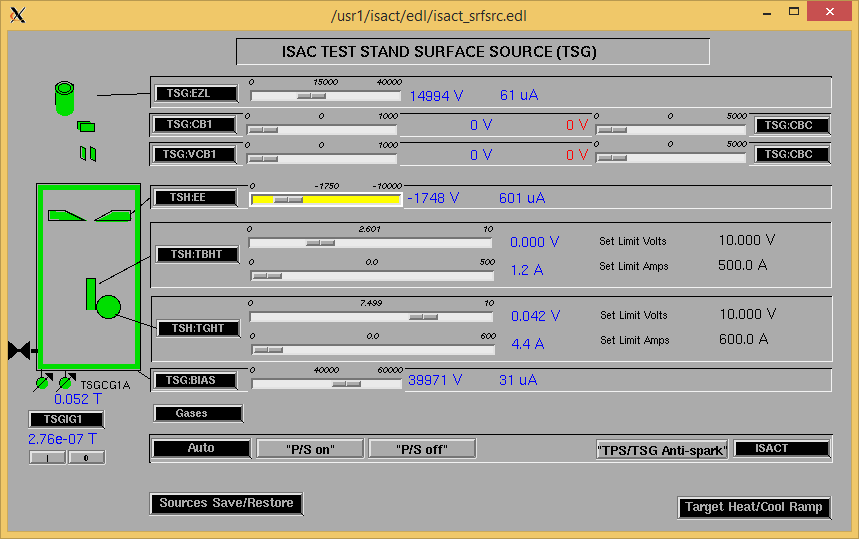 /usr1/isact/edl/isact_srfsrc.edl
ISAC TEST STAND SURFACE SOURCE (TSG)
TSG:EZL 0 15000 40000 14994 V 61 uA
TSG:CB1 0 0 1000 0 V 0 V 0 0 5000 TSG:CBC
TSG:VCB1 0 0 1000 0 V 0 V 0 0 5000 TSG:CBC
TSH:EE 0 -1750 -10000 -1748 V 601 uA
0 2.601 10 0.000 V Set Limit Volts 10.000 V
TSH:TBHT
0 0.0 500 1.2 A Set Limit Amps 500.0 A
0 7.499 10 0.042 V Set Limit Volts 10.000 V
TSH:TGHT
0 0.0 600 4.4 A Set Limit Amps 600.0 A
TSG:BIAS 0 40000 60000 39971 V 31 uA
TSGCG1A
0.052 T
TSGIG1 Gases
2.76e-07 T
Auto "P/S on" "P/S off" "TPS/TSG Anti-spark" ISACT
I 0
Sources Save/Restore Target Heat/Cool Ramp